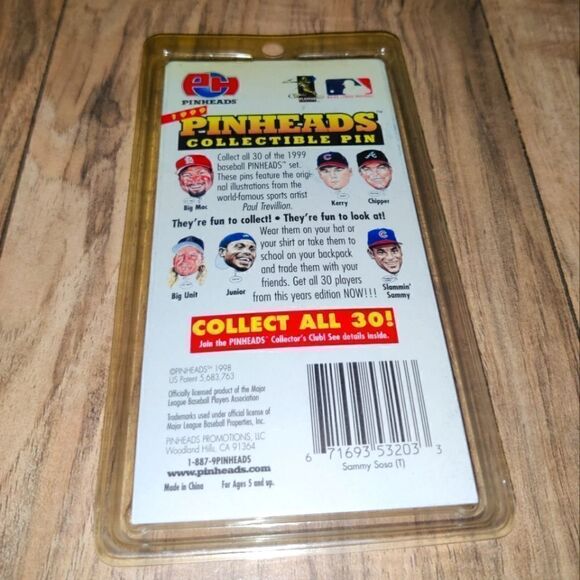 PH
PINHEADS™
1999
PINHEADS™
COLLECTIBLE PIN
Collect all 30 of the 1999
baseball PINHEADS™ set.
These pins feature the origi-
nal illustrations from the
world-famous sports artist
Paul Trevillion.
Big Mac
Kerry
Chipper
They're fun to collect! • They're fun to look at!
Wear them on your hat or
your shirt or take them to
school on your backpack
and trade them with your
friends. Get all 30 players
from this years edition NOW!!!
Big Unit
Junior
Slammin'
Sammy
COLLECT ALL 30!
Join the PINHEADS™ Collector's Club! See details inside.
©PINHEADS™ 1998
US Patent 5,683,763
Officially licensed product of the Major
League Baseball Players Association
Trademarks used under official license of
Major League Baseball Properties, Inc.
PINHEADS PROMOTIONS, LLC
Woodland Hills, CA 91364
1-887-9PINHEADS
www.pinheads.com
Made in China For Ages 5 and up.
6 71693 53203 3
Sammy Sosa (T)